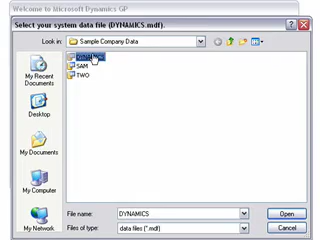 Welcome to Microsoft Dynamics GP
Select your system data file (DYNAMICS.mdf).
Look in: Sample Company Data
DYNAMICS
SAM
TWO
My Recent
Documents
Desktop
My Documents
My Computer
My Network
File name: DYNAMICS Open
Files of type: data files (*.mdf) Cancel